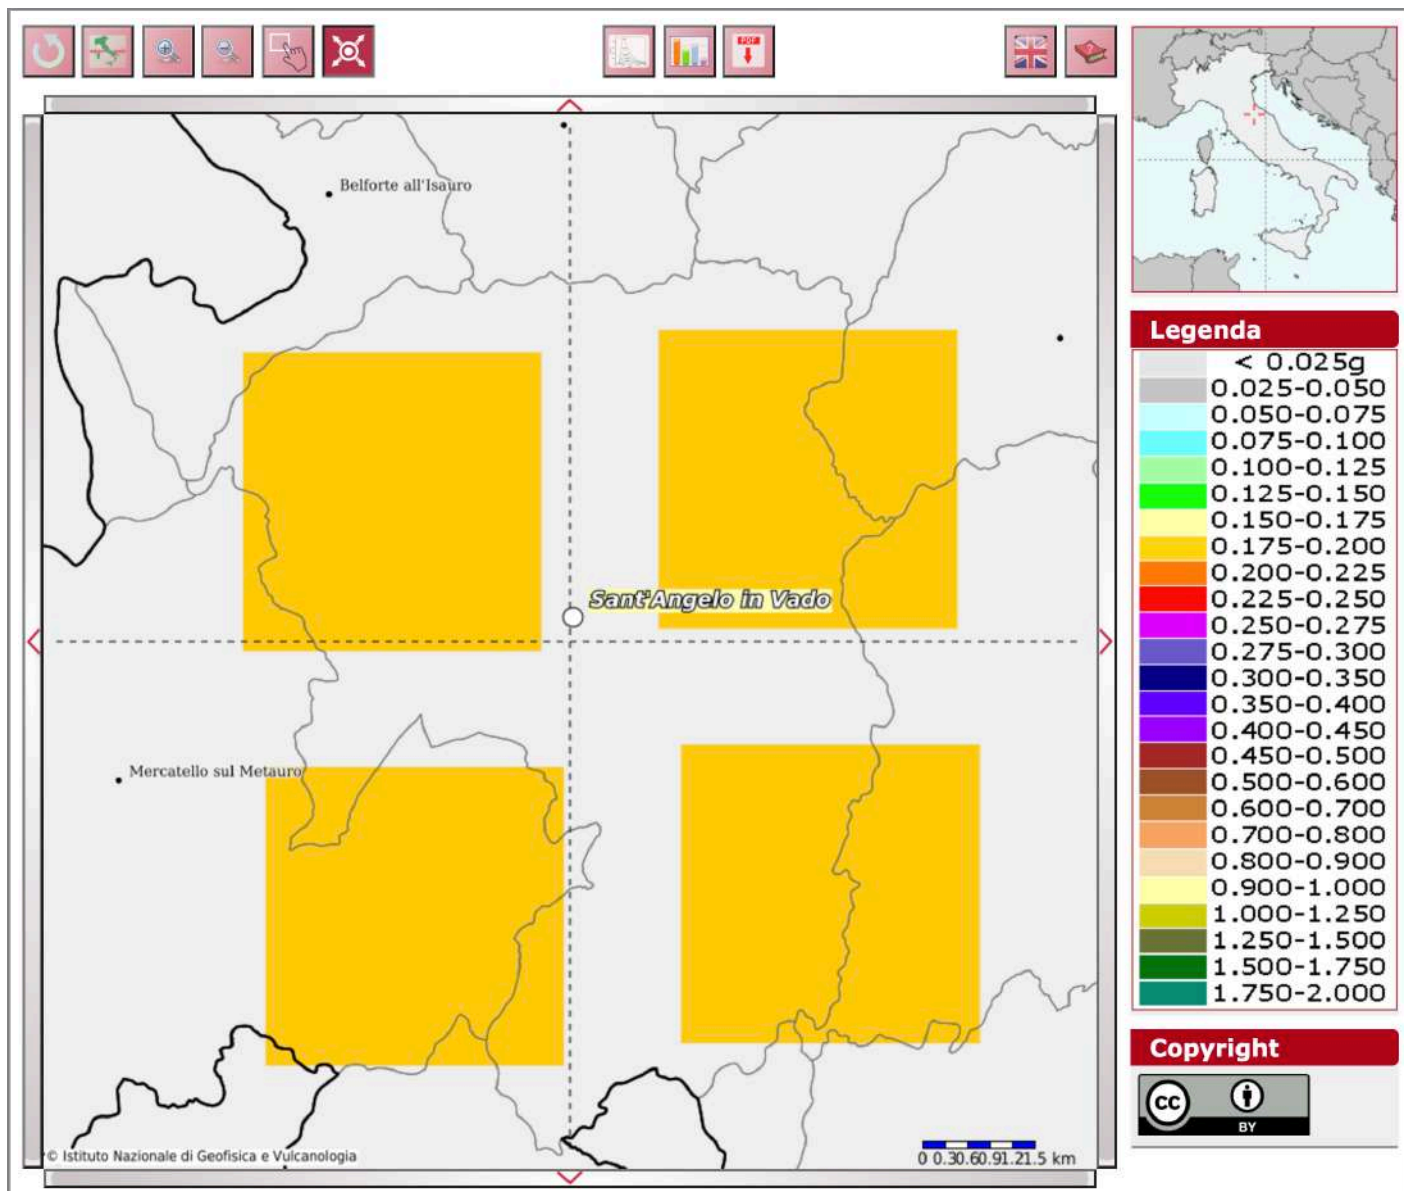 PDF
Belforte all'Isauro
Sant'Angelo in Vado
Mercatello sul Metauro
© Istituto Nazionale di Geofisica e Vulcanologia
0 0.30.60.91.21.5 km
Legenda
< 0.025g
0.025-0.050
0.050-0.075
0.075-0.100
0.100-0.125
0.125-0.150
0.150-0.175
0.175-0.200
0.200-0.225
0.225-0.250
0.250-0.275
0.275-0.300
0.300-0.350
0.350-0.400
0.400-0.450
0.450-0.500
0.500-0.600
0.600-0.700
0.700-0.800
0.800-0.900
0.900-1.000
1.000-1.250
1.250-1.500
1.500-1.750
1.750-2.000
Copyright
cc
BY